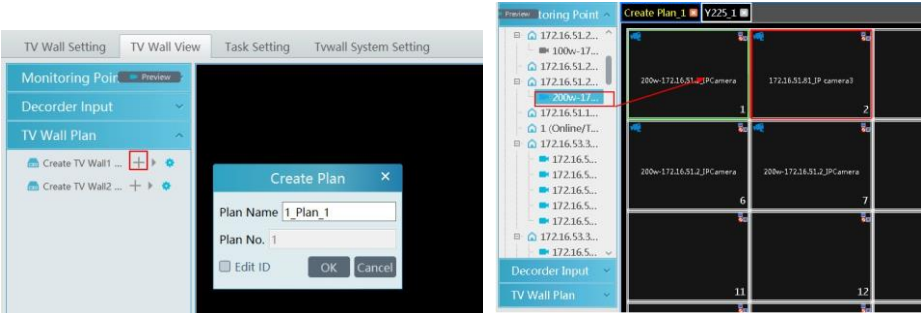 TV Wall Setting
TV Wall View
Task Setting
Tvwall System Setting
Monitoring Poin
Preview
Decorder Input
TV Wall Plan
Create TV Wall1 ...
Create TV Wall2 ...
Create Plan
Plan Name 1_Plan_1
Plan No. 1
Edit ID
OK Cancel
Preview
toring Point
172.16.51.2...
100w-17...
172.16.51.2...
172.16.51.2...
200w-17...
172.16.51.1...
1 (Online/T...
172.16.53.3...
172.16.5...
172.16.5...
172.16.5...
172.16.5...
172.16.5...
172.16.53.3...
172.16.5...
Decorder Input
TV Wall Plan
Create Plan_1
Y225_1
200w-172.16.51.2_IPCamera
1
172.16.51.61_IP camera3
2
200w-172.16.51.2_IPCamera
6
200w-172.16.51.2_IPCamera
7
11
12